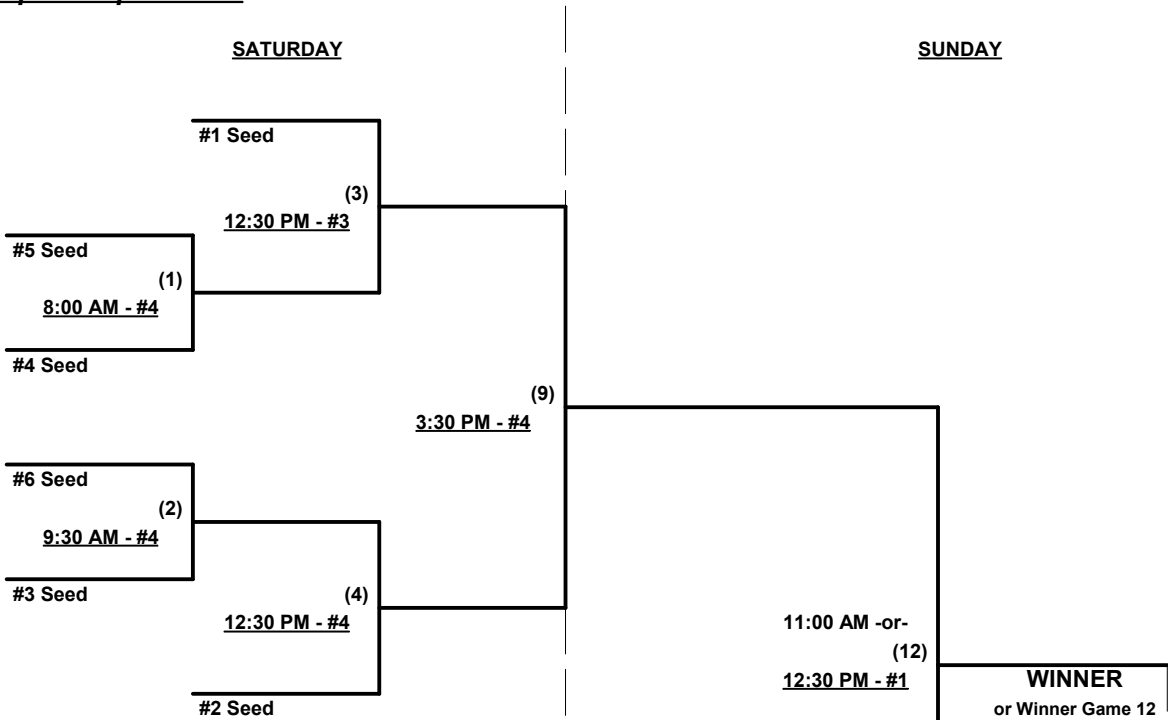 SATURDAY
SUNDAY
#1 Seed
(3)
12:30 PM - #3
#5 Seed
(1)
8:00 AM - #4
#4 Seed
(9)
3:30 PM - #4
#6 Seed
(2)
9:30 AM - #4
#3 Seed
(4)
12:30 PM - #4
#2 Seed
11:00 AM -or-
(12)
12:30 PM - #1
WINNER
or Winner Game 12